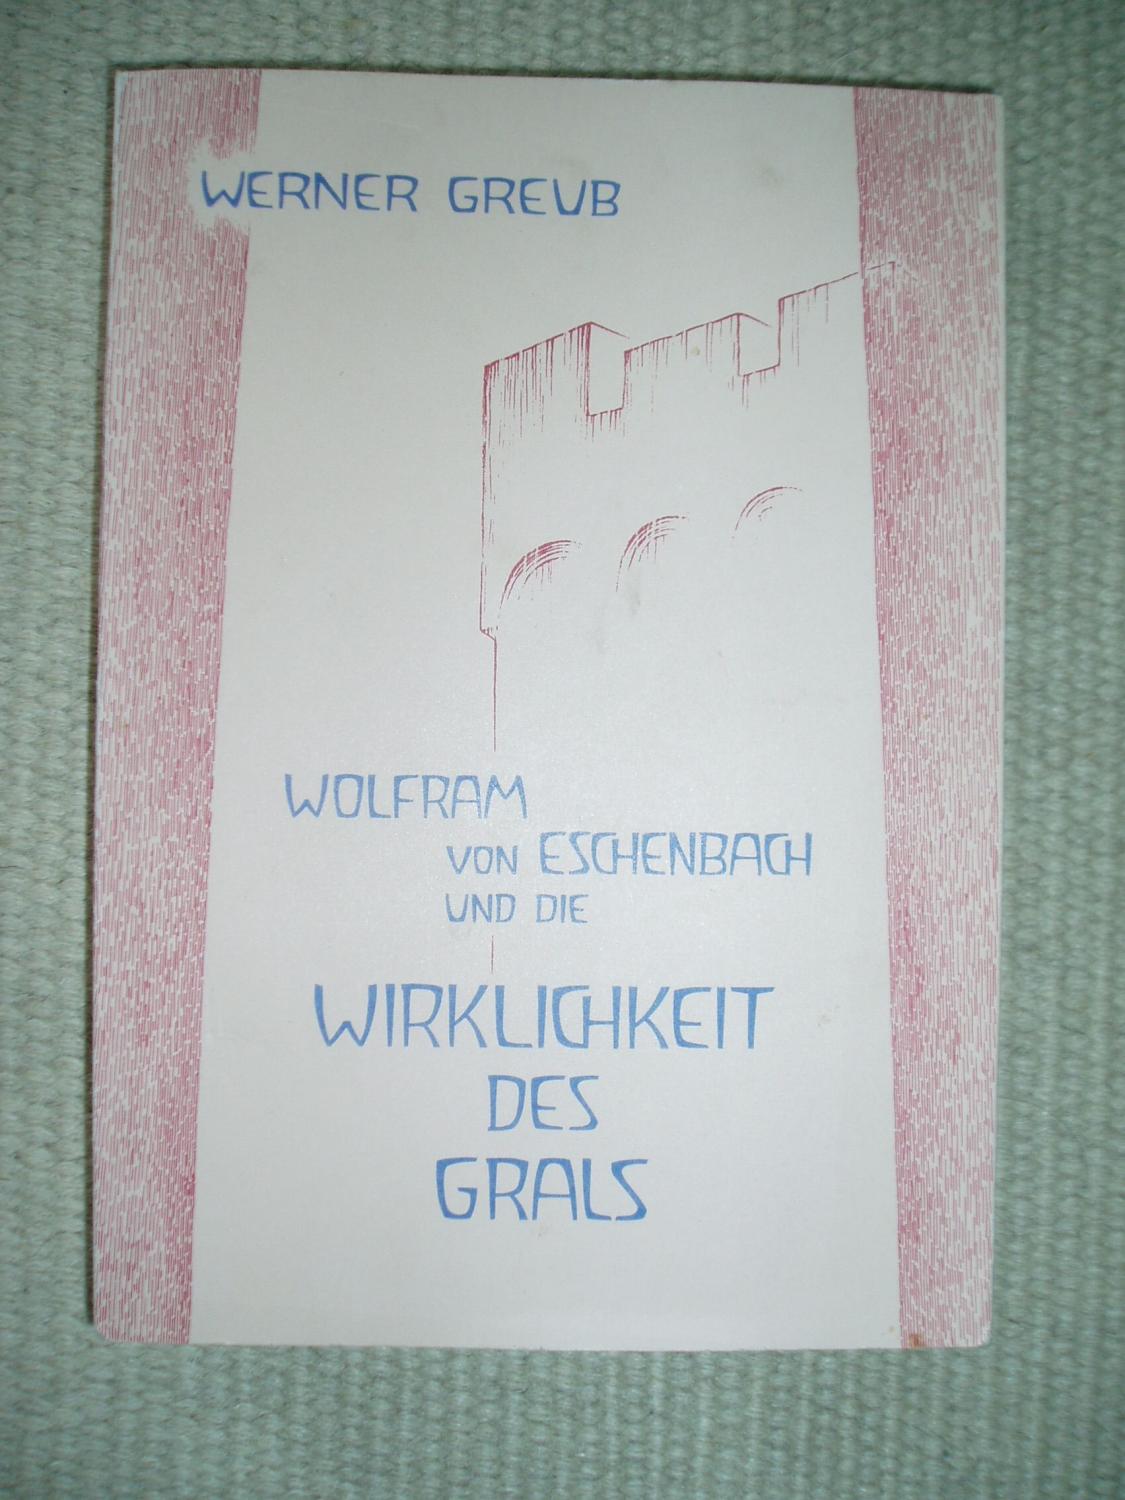 WERNER GREUB
WOLFRAM
VON ESCHENBACH
UND DIE
WIRKLICHKEIT
DES
GRALS